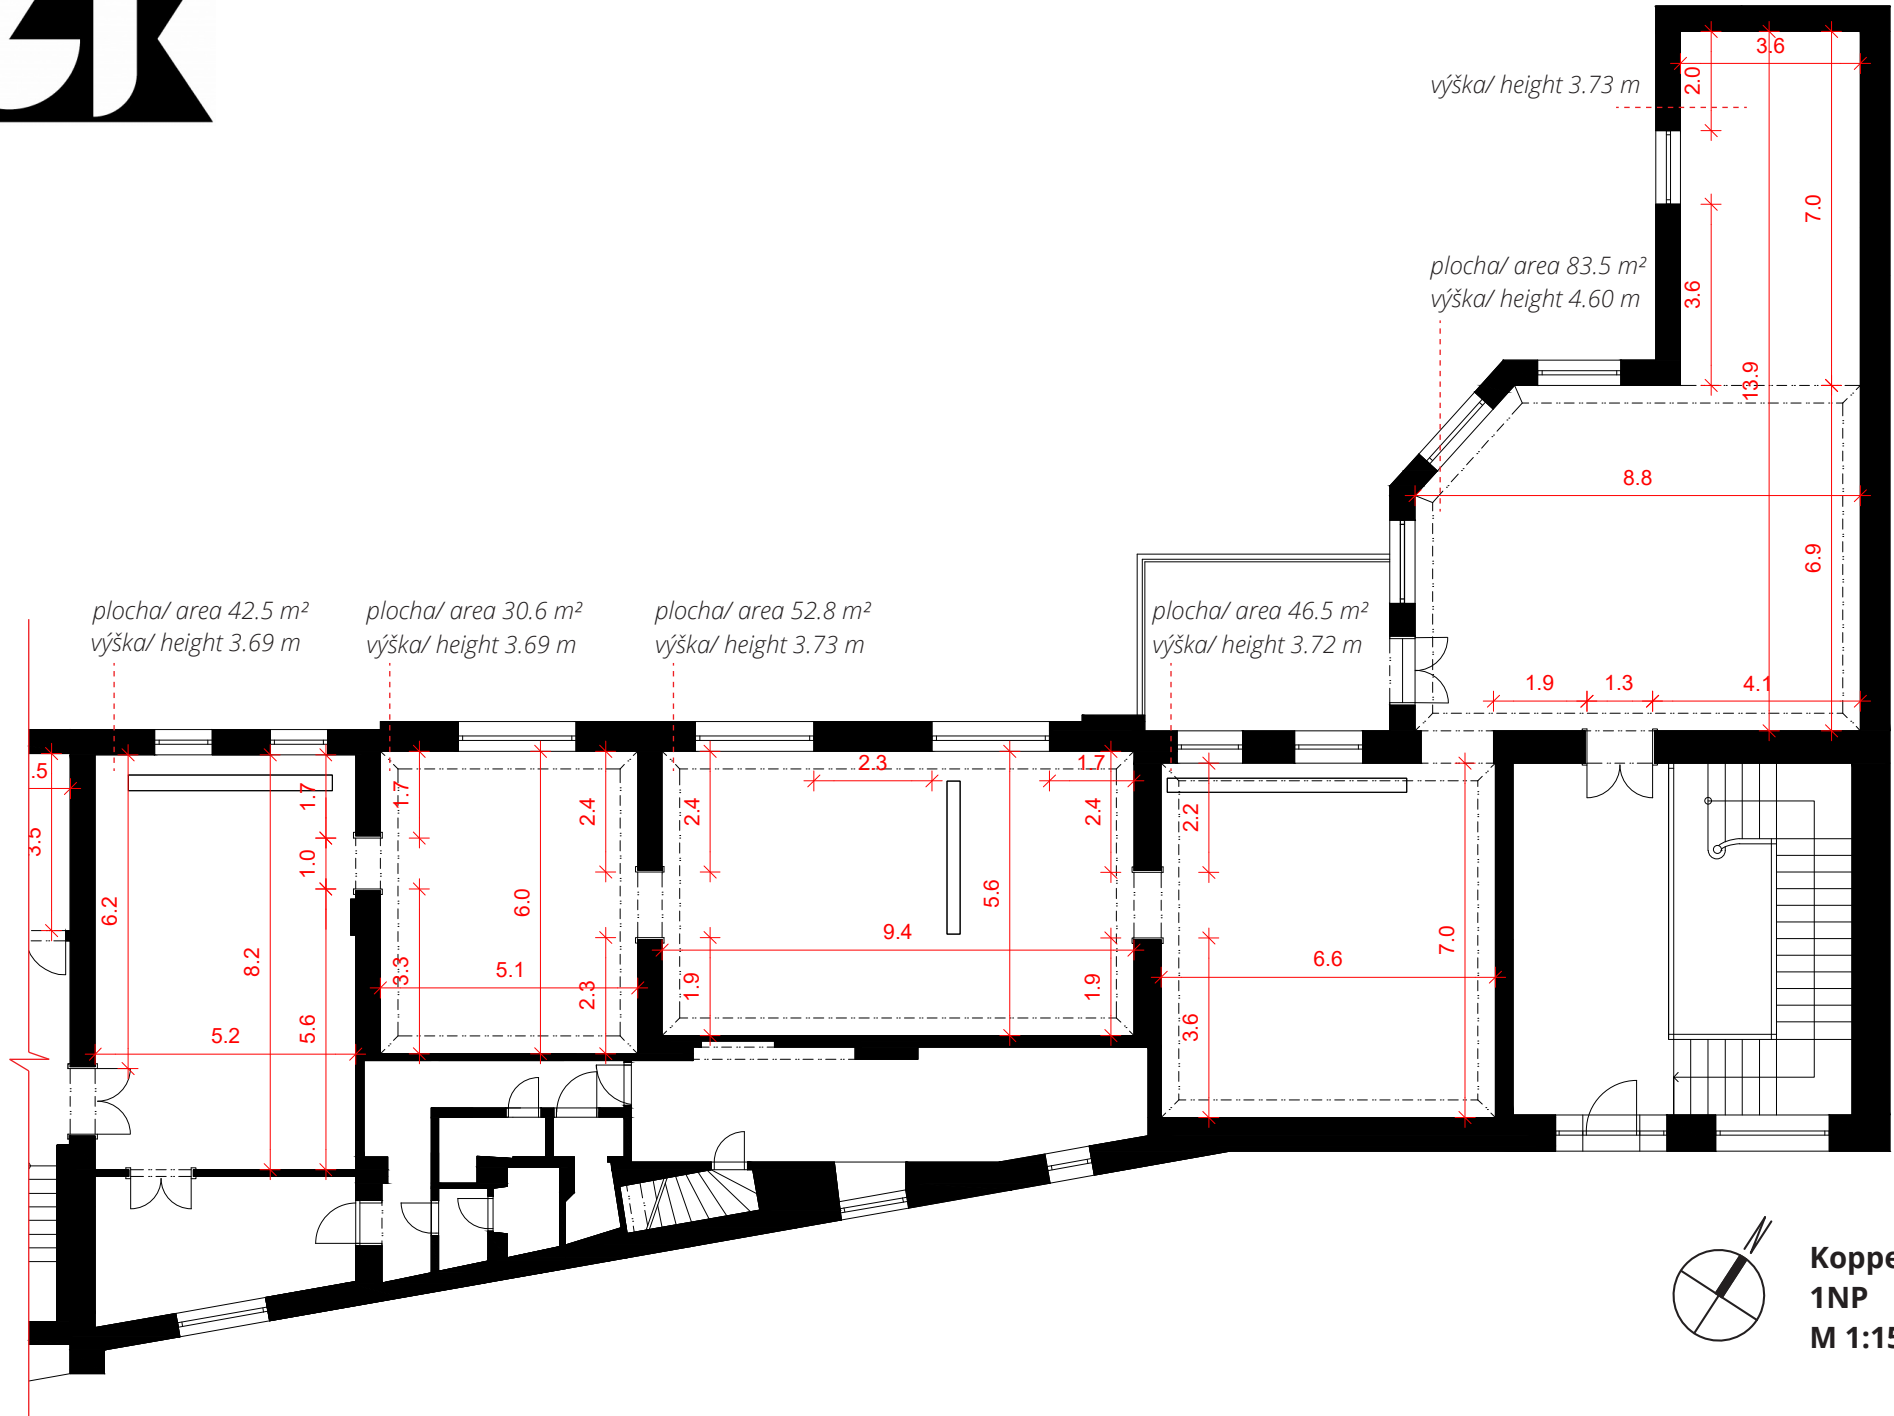 3.6
výška/ height 3.73 m
2.0
7.0
plocha/ area 83.5 m²
výška/ height 4.60 m
3.6
13.9
8.8
6.9
plocha/ area 42.5 m²
výška/ height 3.69 m
plocha/ area 30.6 m²
výška/ height 3.69 m
plocha/ area 52.8 m²
výška/ height 3.73 m
plocha/ area 46.5 m²
výška/ height 3.72 m
1.9
1.3
4.1
.5
3.5
1.7
1.0
6.2
8.2
5.2
5.6
1.7
2.4
6.0
3.3
5.1
2.3
2.4
2.3
1.7
2.4
5.6
9.4
1.9
1.9
2.2
7.0
6.6
3.6
Koppe
1NP
M 1:15